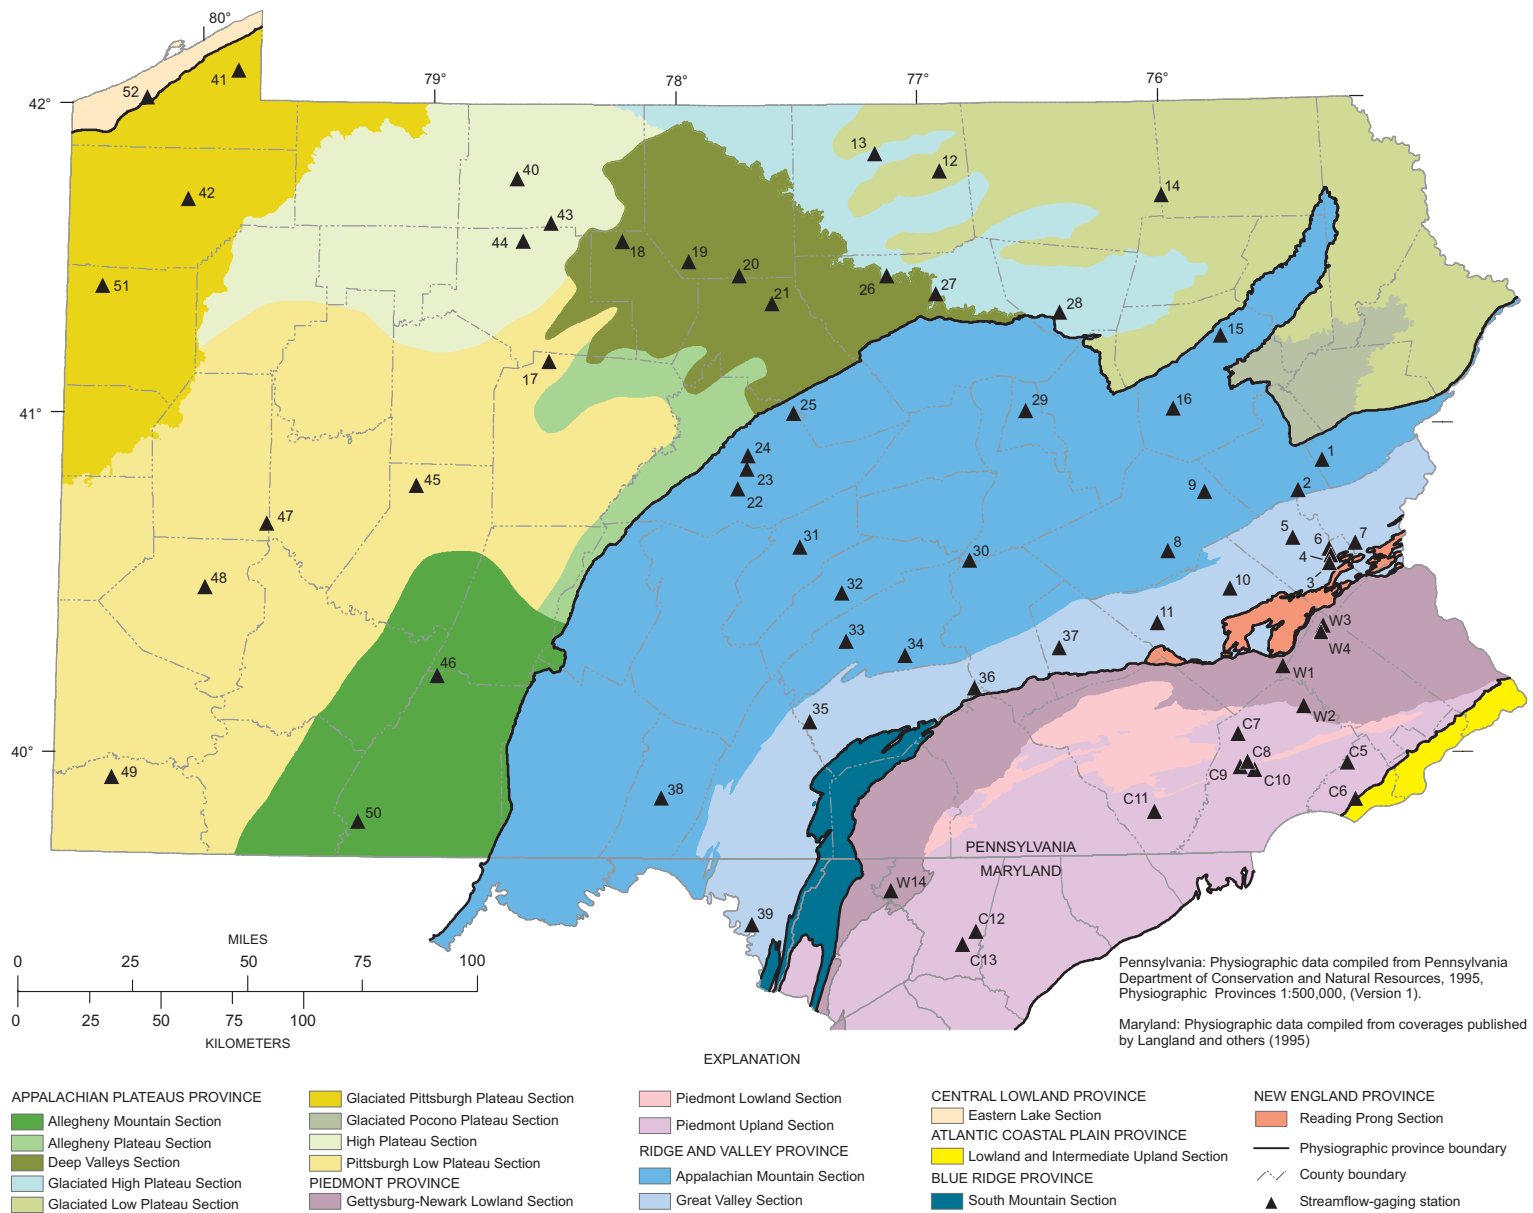 80°
79°
78°
77°
76°
42°
41°
40°
41
52
42
51
40
43
44
18
19
20
21
13
12
14
26
27
28
15
17
25
29
16
24
23
22
1
2
9
45
47
48
31
32
33
34
30
8
5
6
7
4
3
10
11
37
36
35
46
49
50
38
39
W3
W4
W1
W2
C7
C8
C9
C10
C5
C6
C11
W14
C12
C13
PENNSYLVANIA
MARYLAND
MILES
0 25 50 75 100
0 25 50 75 100
KILOMETERS
Pennsylvania: Physiographic data compiled from Pennsylvania
Department of Conservation and Natural Resources, 1995,
Physiographic Provinces 1:500,000, (Version 1).
Maryland: Physiographic data compiled from coverages published
by Langland and others (1995)
EXPLANATION
APPALACHIAN PLATEAUS PROVINCE
Allegheny Mountain Section
Allegheny Plateau Section
Deep Valleys Section
Glaciated High Plateau Section
Glaciated Low Plateau Section
Glaciated Pittsburgh Plateau Section
Glaciated Pocono Plateau Section
High Plateau Section
Pittsburgh Low Plateau Section
PIEDMONT PROVINCE
Gettysburg-Newark Lowland Section
Piedmont Lowland Section
Piedmont Upland Section
RIDGE AND VALLEY PROVINCE
Appalachian Mountain Section
Great Valley Section
CENTRAL LOWLAND PROVINCE
Eastern Lake Section
ATLANTIC COASTAL PLAIN PROVINCE
Lowland and Intermediate Upland Section
BLUE RIDGE PROVINCE
South Mountain Section
NEW ENGLAND PROVINCE
Reading Prong Section
Physiographic province boundary
County boundary
Streamflow-gaging station